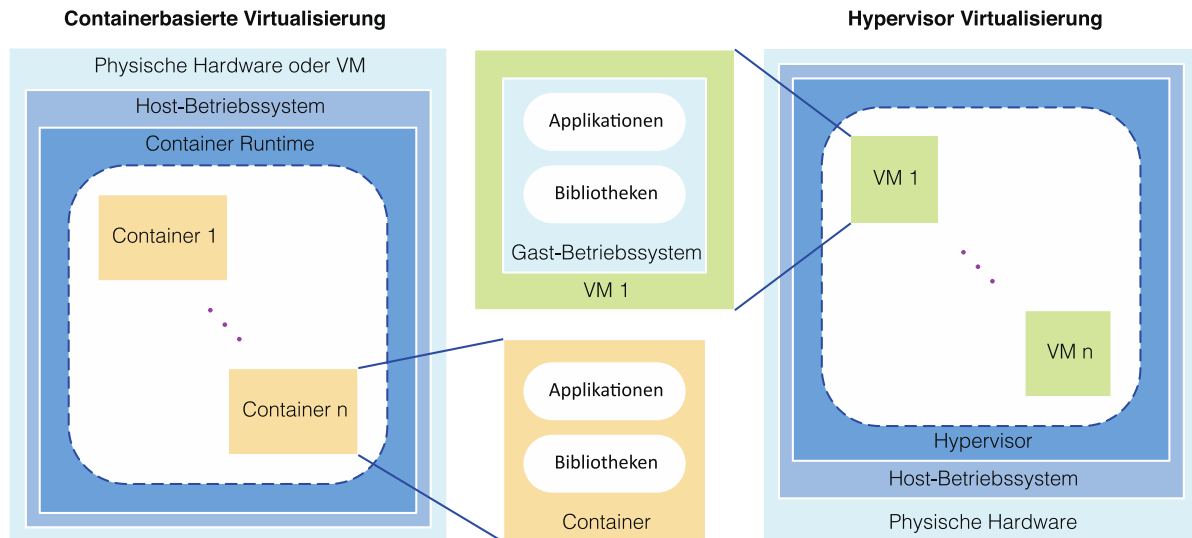 Containerbasierte Virtualisierung
Physische Hardware oder VM
Host-Betriebssystem
Container Runtime
Container 1
Container n
Applikationen
Bibliotheken
Gast-Betriebssystem
VM 1
Applikationen
Bibliotheken
Container
Hypervisor Virtualisierung
VM 1
VM n
Hypervisor
Host-Betriebssystem
Physische Hardware